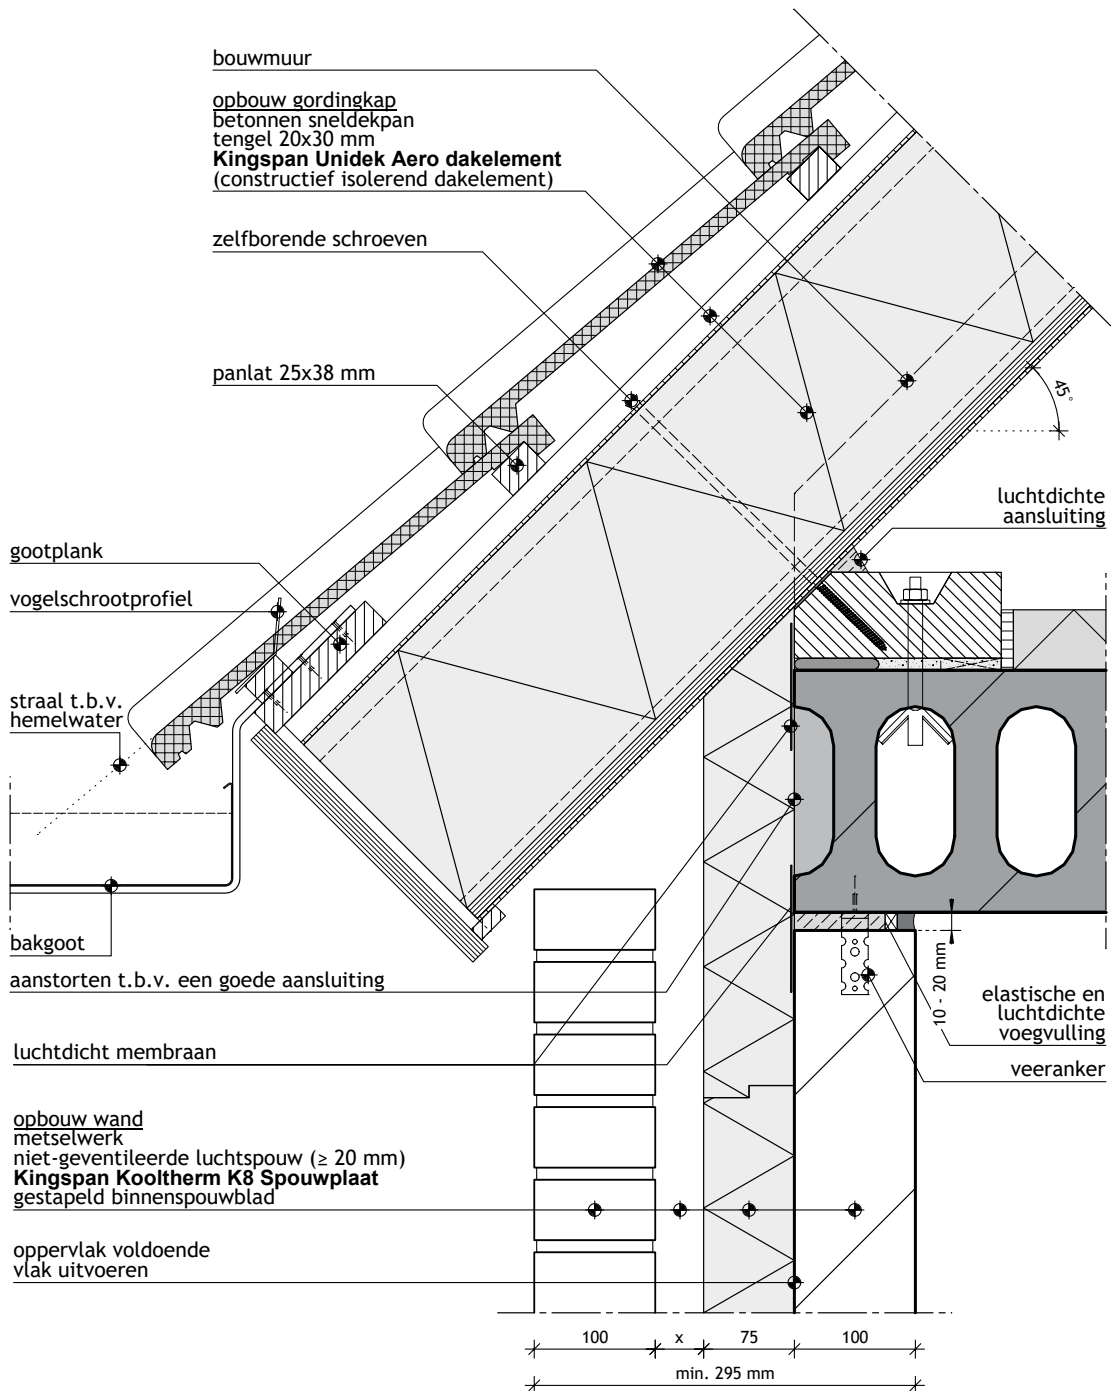 bouwmuur
opbouw gordingkap
betonnen sneldekpan
tengel 20x30 mm
Kingspan Unidek Aero dakelement
(constructief isolerend dakelement)
zelfborende schroeven
panlat 25x38 mm
45°
luchtdichte
aansluiting
gootplank
vogelschrootprofiel
straal t.b.v.
hemelwater
bakgoot
aanstorten t.b.v. een goede aansluiting
10 - 20 mm
elastische en
luchtdichte
voegvulling
luchtdicht membraan
veeranker
opbouw wand
metselwerk
niet-geventileerde luchtspouw (≥ 20 mm)
Kingspan Kooltherm K8 Spouwplaat
gestapeld binnenspouwblad
oppervlak voldoende
vlak uitvoeren
100 x 75 100
min. 295 mm